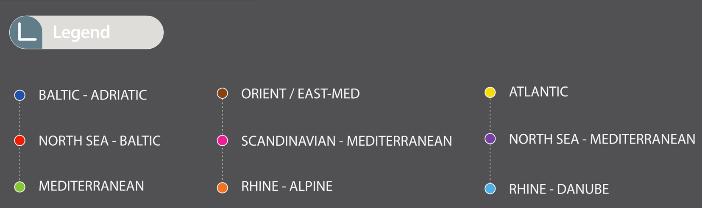 Legend
BALTIC - ADRIATIC
NORTH SEA - BALTIC
MEDITERRANEAN
ORIENT / EAST-MED
SCANDINAVIAN - MEDITERRANEAN
RHINE - ALPINE
ATLANTIC
NORTH SEA - MEDITERRANEAN
RHINE - DANUBE